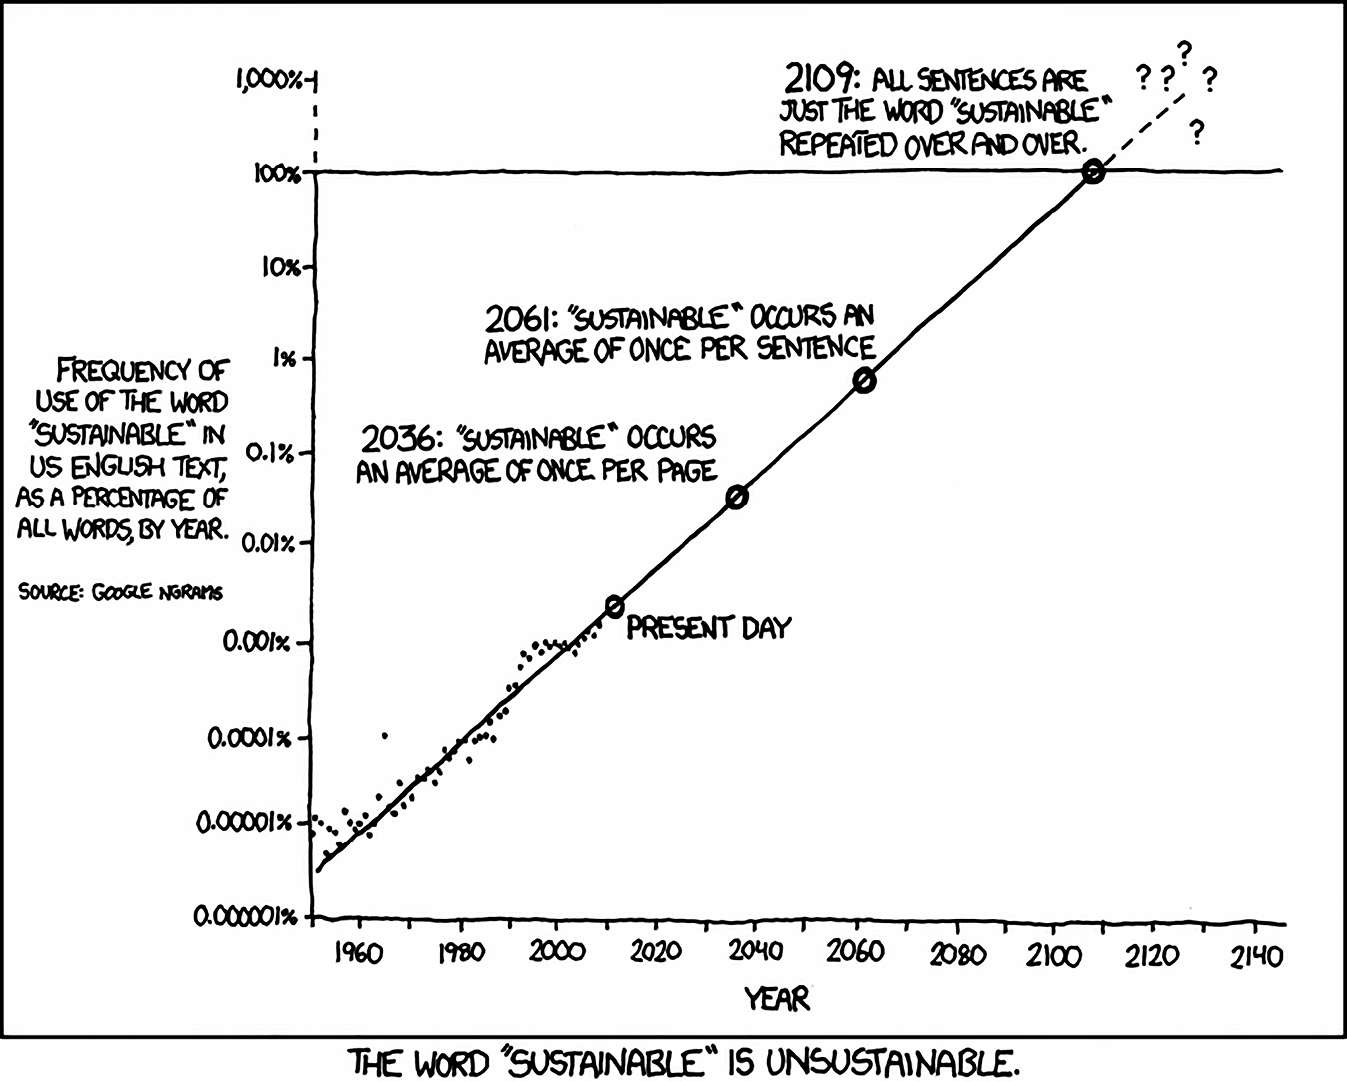 1,000%
100%
10%
1%
0.1%
0.01%
0.001%
0.0001%
0.00001%
0.000001%
FREQUENCY OF
USE OF THE WORD
"SUSTAINABLE" IN
US ENGLISH TEXT,
AS A PERCENTAGE OF
ALL WORDS, BY YEAR.
SOURCE: GOOGLE NGRAMS
2109: ALL SENTENCES ARE
JUST THE WORD "SUSTAINABLE"
REPEATED OVER AND OVER.
? ? ? ? ?
2061: "SUSTAINABLE" OCCURS AN
AVERAGE OF ONCE PER SENTENCE
2036: "SUSTAINABLE" OCCURS
AN AVERAGE OF ONCE PER PAGE
PRESENT DAY
1960 1980 2000 2020 2040 2060 2080 2100 2120 2140
YEAR
THE WORD "SUSTAINABLE" IS UNSUSTAINABLE.